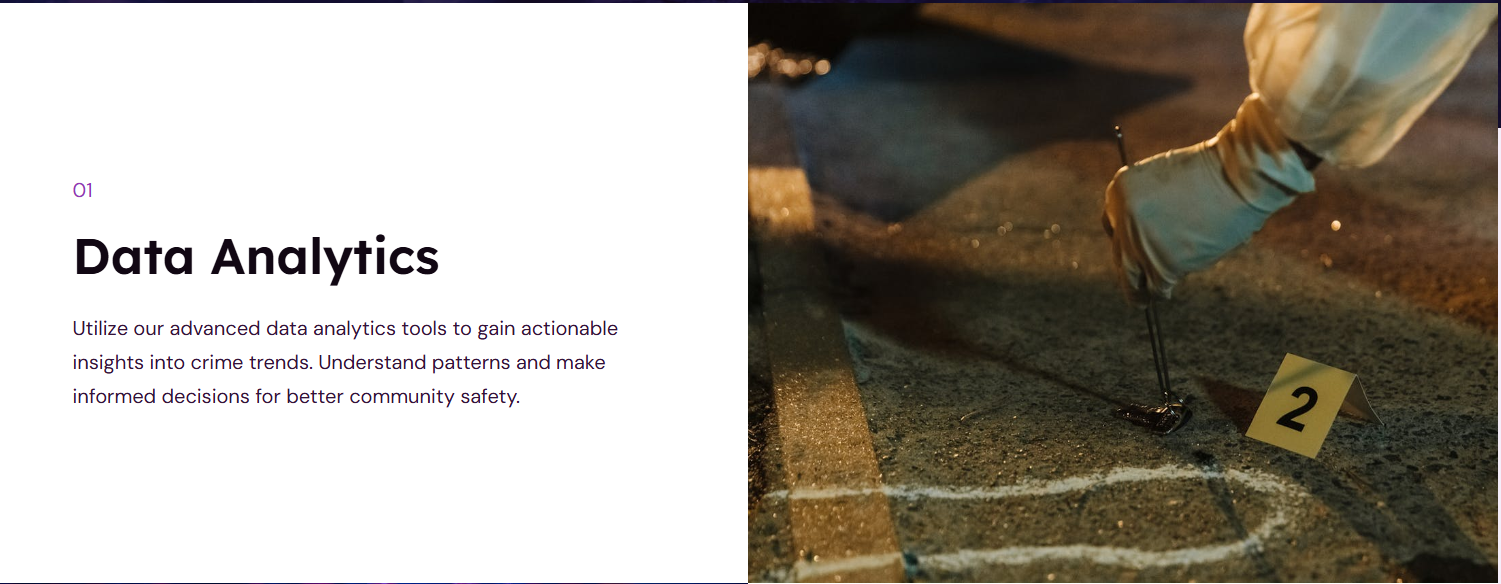 01
Data Analytics
Utilize our advanced data analytics tools to gain actionable
insights into crime trends. Understand patterns and make
informed decisions for better community safety.
2